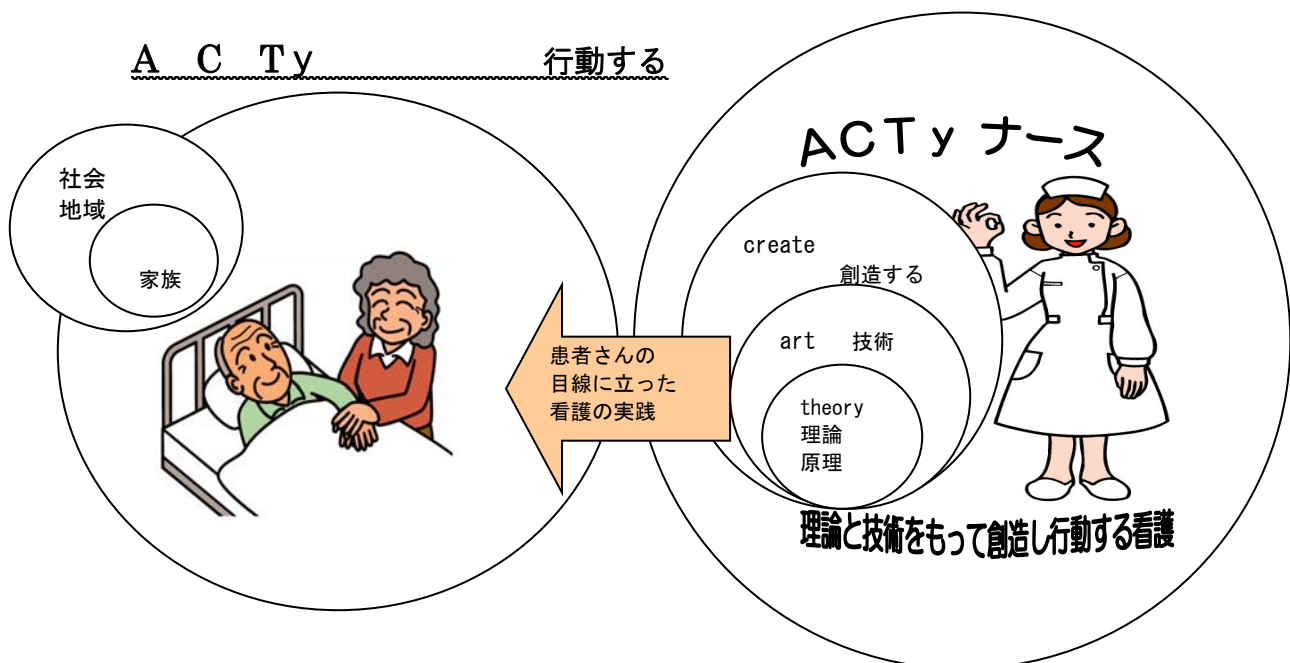 A C Ty 行動する
社会
地域
家族
患者さんの
目線に立った
看護の実践
ACTy ナース
create
創造する
art 技術
theory
理論
原理
理論と技術をもって創造し行動する看護